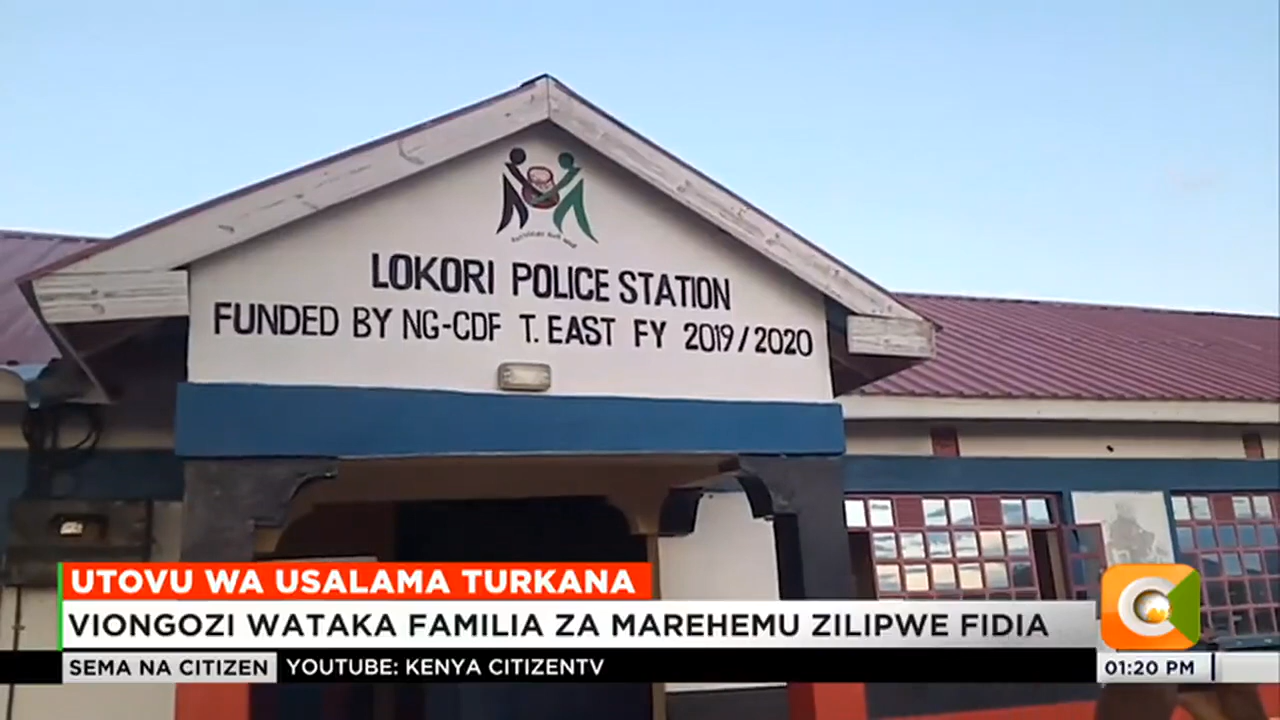 LOKORI POLICE STATION
FUNDED BY NG-CDF T. EAST FY 2019/2020
UTOVU WA USALAMA TURKANA
VIONGOZI WATAKA FAMILIA ZA MAREHEMU ZILIPWE FIDIA
SEMA NA CITIZEN YOUTUBE: KENYA CITIZENTV
01:20 PM